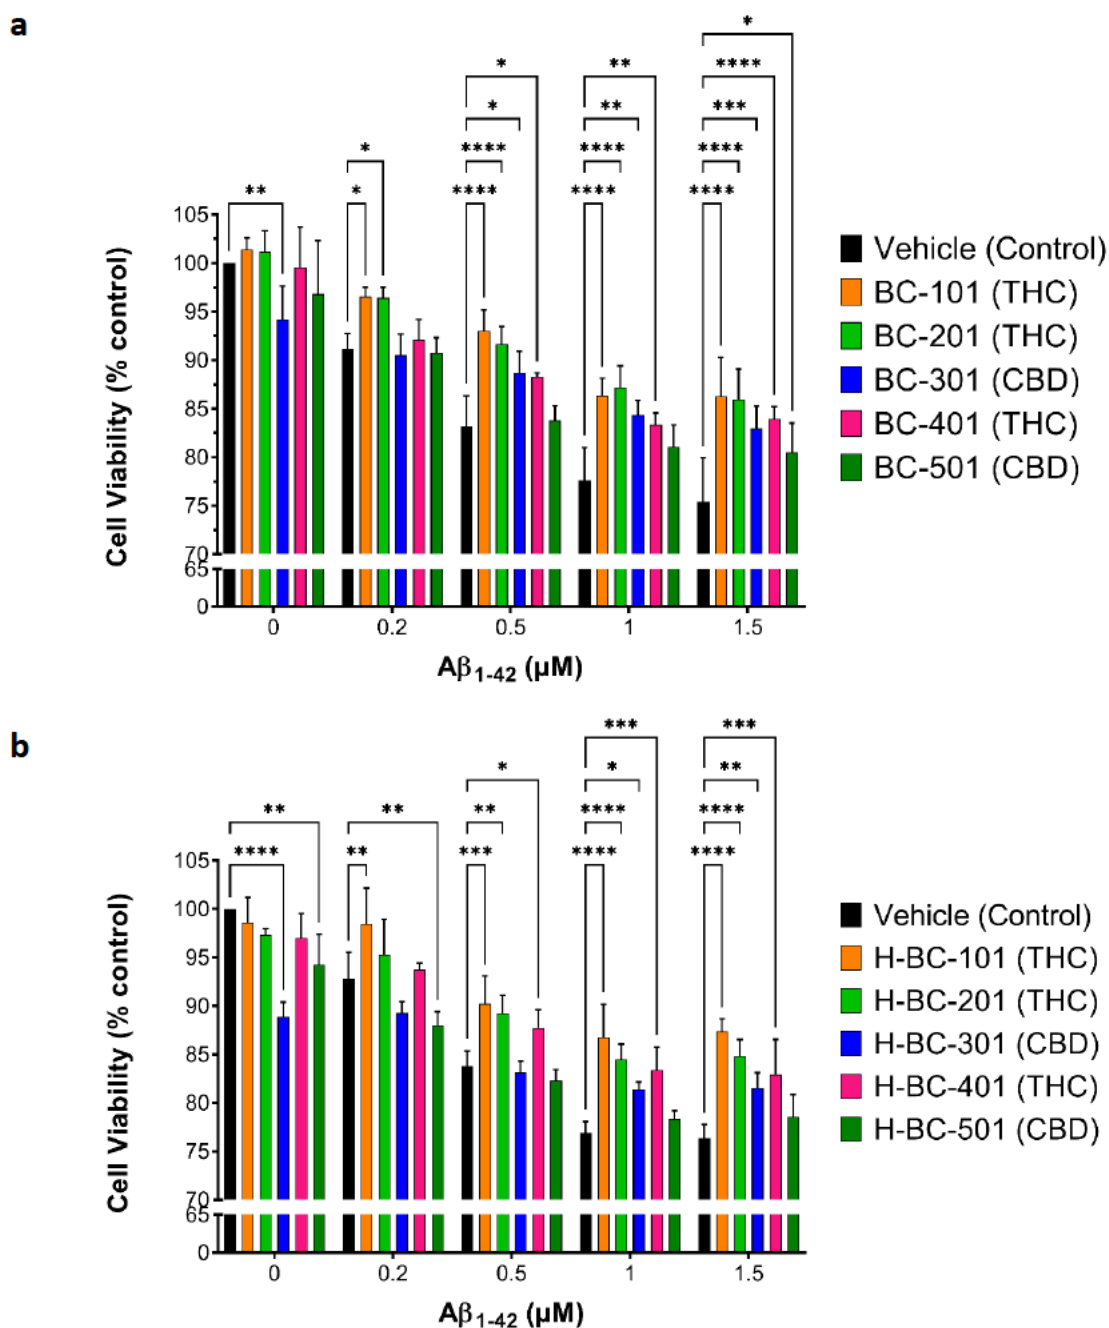 a
*
* ** ****
* ** ***
* **** **** ****
** * **** **** ****
105
100
95
90
85
80
75
70
65
0
Cell Viability (% control)
0 0.2 0.5 1 1.5
Aβ1-42 (µM)
Vehicle (Control)
BC-101 (THC)
BC-201 (THC)
BC-301 (CBD)
BC-401 (THC)
BC-501 (CBD)
b
*** ***
* * **
** ** ** **** ****
**** ** *** **** ****
105
100
95
90
85
80
75
70
65
0
Cell Viability (% control)
0 0.2 0.5 1 1.5
Aβ1-42 (µM)
Vehicle (Control)
H-BC-101 (THC)
H-BC-201 (THC)
H-BC-301 (CBD)
H-BC-401 (THC)
H-BC-501 (CBD)